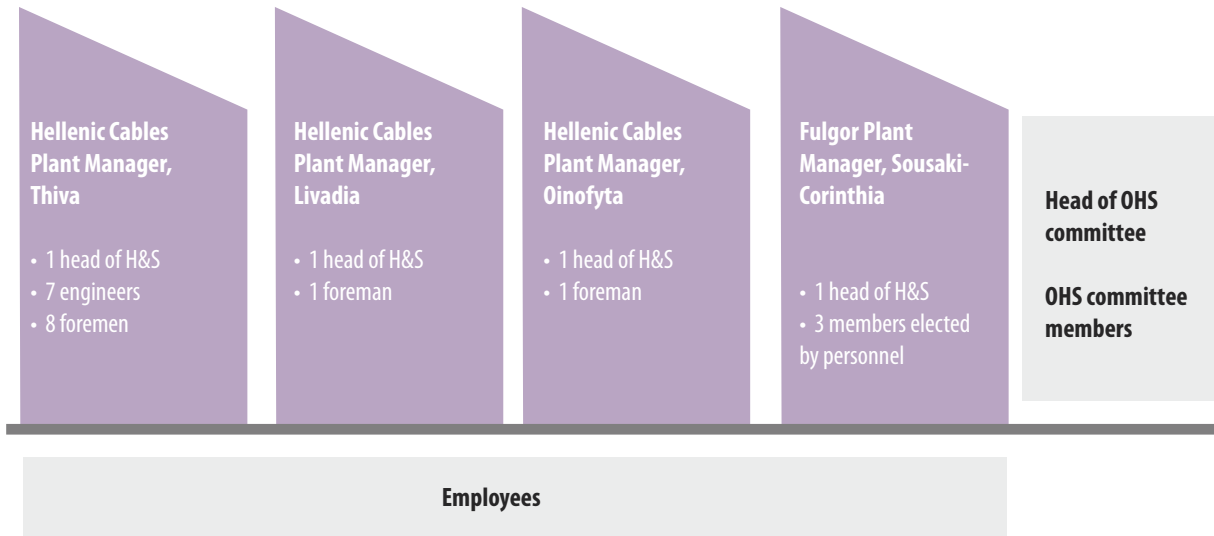 Hellenic Cables
Plant Manager,
Thiva
• 1 head of H&S
• 7 engineers
• 8 foremen
Hellenic Cables
Plant Manager,
Livadia
• 1 head of H&S
• 1 foreman
Hellenic Cables
Plant Manager,
Oinofyta
• 1 head of H&S
• 1 foreman
Fulgor Plant
Manager, Sousaki-
Corinthia
• 1 head of H&S
• 3 members elected
by personnel
Head of OHS
committee
OHS committee
members
Employees